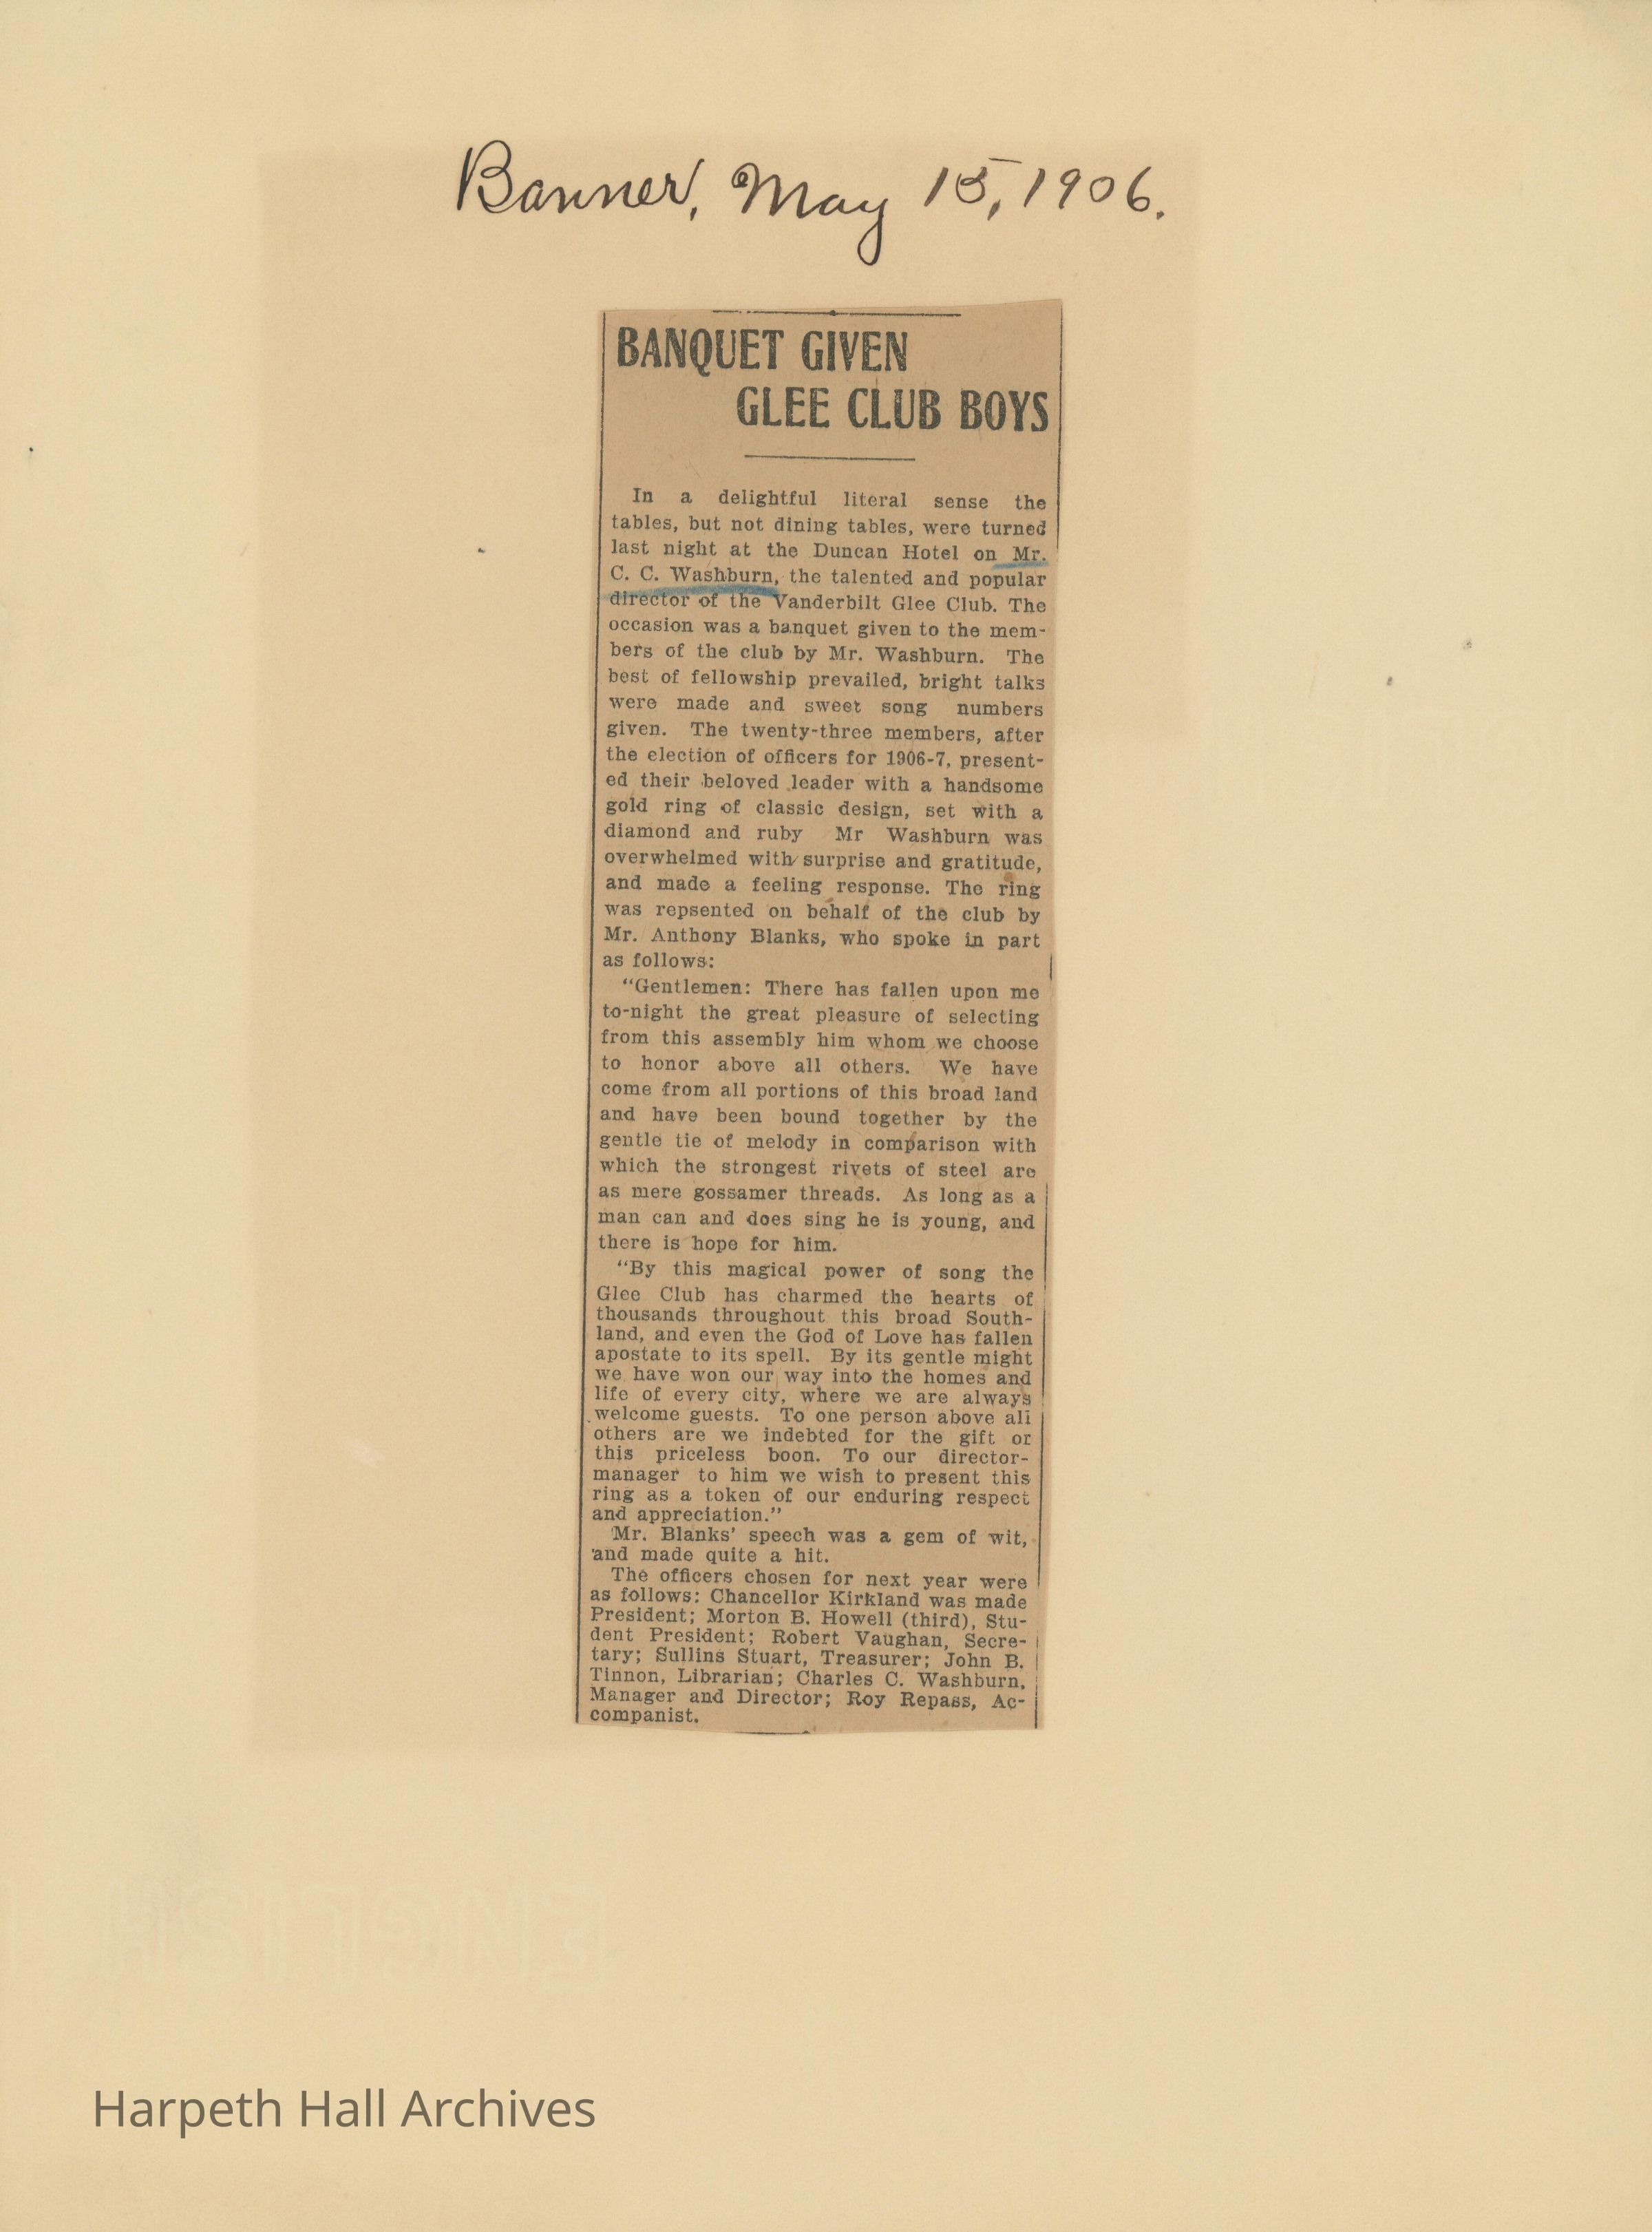 Banner, May 15, 1906.
BANQUET GIVEN
GLEE CLUB BOYS
In a delightful literal sense the
tables, but not dining tables, were turned
last night at the Duncan Hotel on Mr.
C. C. Washburn, the talented and popular
director of the Vanderbilt Glee Club. The
occasion was a banquet given to the mem-
bers of the club by Mr. Washburn. The
best of fellowship prevailed, bright talks
were made and sweet song numbers
given. The twenty-three members, after
the election of officers for 1906-7, present-
ed their beloved leader with a handsome
gold ring of classic design, set with a
diamond and ruby Mr Washburn was
overwhelmed with surprise and gratitude,
and made a feeling response. The ring
was repsented on behalf of the club by
Mr. Anthony Blanks, who spoke in part
as follows:
"Gentlemen: There has fallen upon me
to-night the great pleasure of selecting
from this assembly him whom we choose
to honor above all others. We have
come from all portions of this broad land
and have been bound together by the
gentle tie of melody in comparison with
which the strongest rivets of steel are
as mere gossamer threads. As long as a
man can and does sing he is young, and
there is hope for him.
"By this magical power of song the
Glee Club has charmed the hearts of
thousands throughout this broad South-
land, and even the God of Love has fallen
apostate to its spell. By its gentle might
we have won our way into the homes and
life of every city, where we are always
welcome guests. To one person above all
others are we indebted for the gift or
this priceless boon. To our director-
manager to him we wish to present this
ring as a token of our enduring respect
and appreciation."
Mr. Blanks' speech was a gem of wit,
and made quite a hit.
The officers chosen for next year were
as follows: Chancellor Kirkland was made
President; Morton B. Howell (third), Stu-
dent President; Robert Vaughan, Secre-
tary; Sullins Stuart, Treasurer; John B.
Tinnon, Librarian; Charles C. Washburn,
Manager and Director; Roy Repass, Ac-
companist.
Harpeth Hall Archives